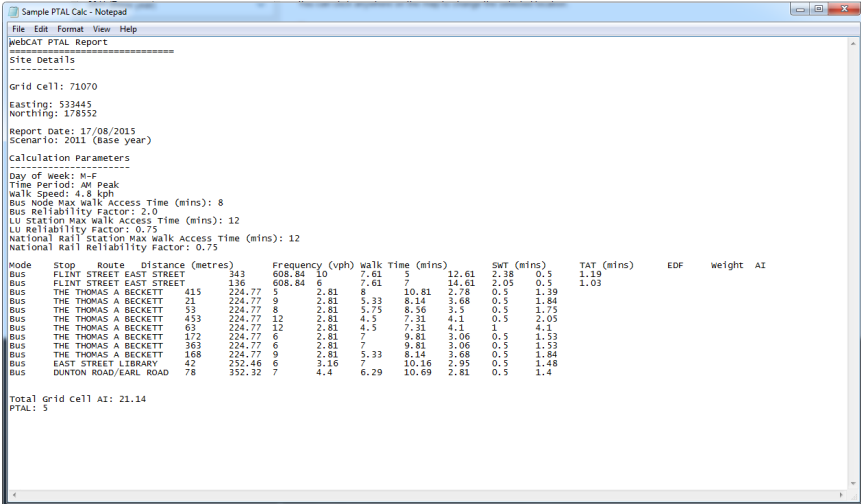 Sample PTAL Calc - Notepad
File Edit Format View Help
WebCAT PTAL Report
==============================
Site Details
------------
Grid Cell: 71070
Easting: 533445
Northing: 178552
Report Date: 17/08/2015
Scenario: 2011 (Base year)
Calculation Parameters
----------------------
Day of Week: M-F
Time Period: AM Peak
Walk Speed: 4.8 kph
Bus Node Max Walk Access Time (mins): 8
Bus Reliability Factor: 2.0
LU Station Max Walk Access Time (mins): 12
LU Reliability Factor: 0.75
National Rail Station Max Walk Access Time (mins): 12
National Rail Reliability Factor: 0.75
Mode Stop Route Distance (metres) Frequency (vph) Walk Time (mins) SWT (mins) TAT (mins) EDF Weight AI
Bus FLINT STREET EAST STREET 343 608.84 10 7.61 5 12.61 2.38 0.5 1.19
Bus FLINT STREET EAST STREET 136 608.84 6 7.61 7 14.61 2.05 0.5 1.03
Bus THE THOMAS A BECKETT 415 224.77 5 2.81 8 10.81 2.78 0.5 1.39
Bus THE THOMAS A BECKETT 21 224.77 9 2.81 5.33 8.14 3.68 0.5 1.84
Bus THE THOMAS A BECKETT 53 224.77 8 2.81 5.75 8.56 3.5 0.5 1.75
Bus THE THOMAS A BECKETT 453 224.77 12 2.81 4.5 7.31 4.1 0.5 2.05
Bus THE THOMAS A BECKETT 63 224.77 12 2.81 4.5 7.31 4.1 1 4.1
Bus THE THOMAS A BECKETT 172 224.77 6 2.81 7 9.81 3.06 0.5 1.53
Bus THE THOMAS A BECKETT 363 224.77 6 2.81 7 9.81 3.06 0.5 1.53
Bus THE THOMAS A BECKETT 168 224.77 9 2.81 5.33 8.14 3.68 0.5 1.84
Bus EAST STREET LIBRARY 42 252.46 6 3.16 7 10.16 2.95 0.5 1.48
Bus DUNTON ROAD/EARL ROAD 78 352.32 7 4.4 6.29 10.69 2.81 0.5 1.4
Total Grid Cell AI: 21.14
PTAL: 5